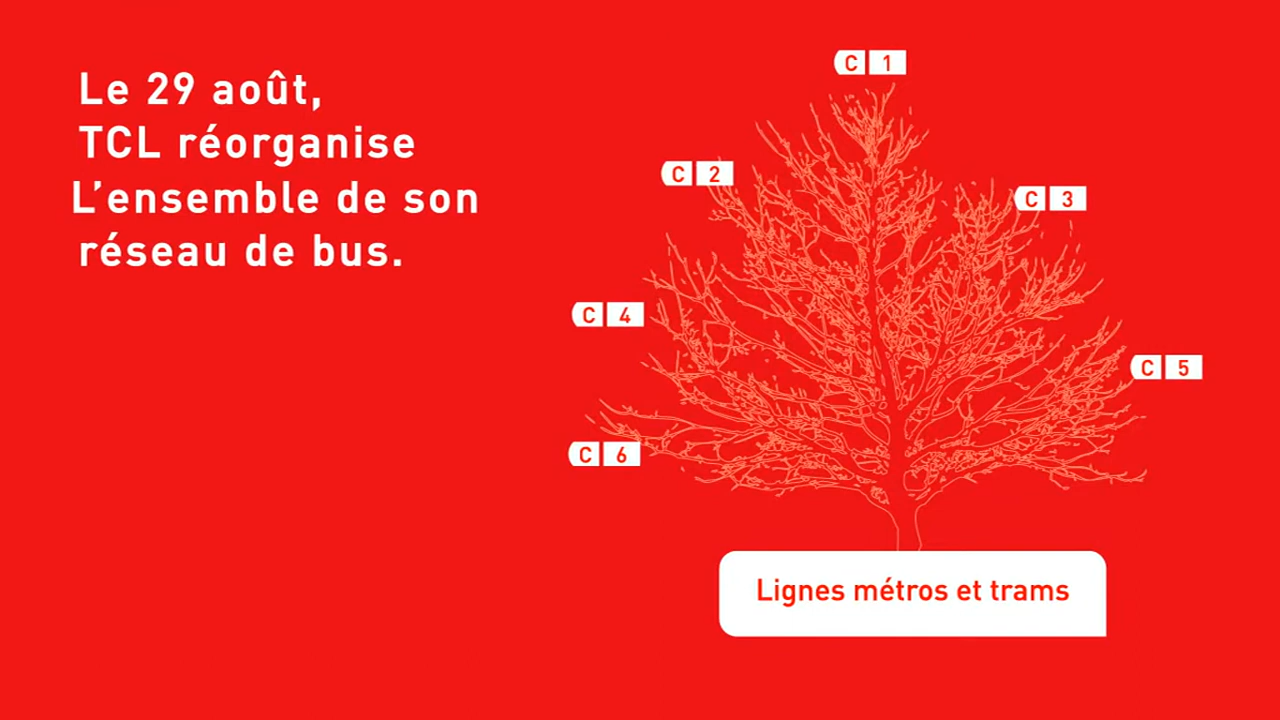 Le 29 août,
TCL réorganise
L'ensemble de son
réseau de bus.
C 1
C 2
C 3
C 4
C 5
C 6
Lignes métros et trams